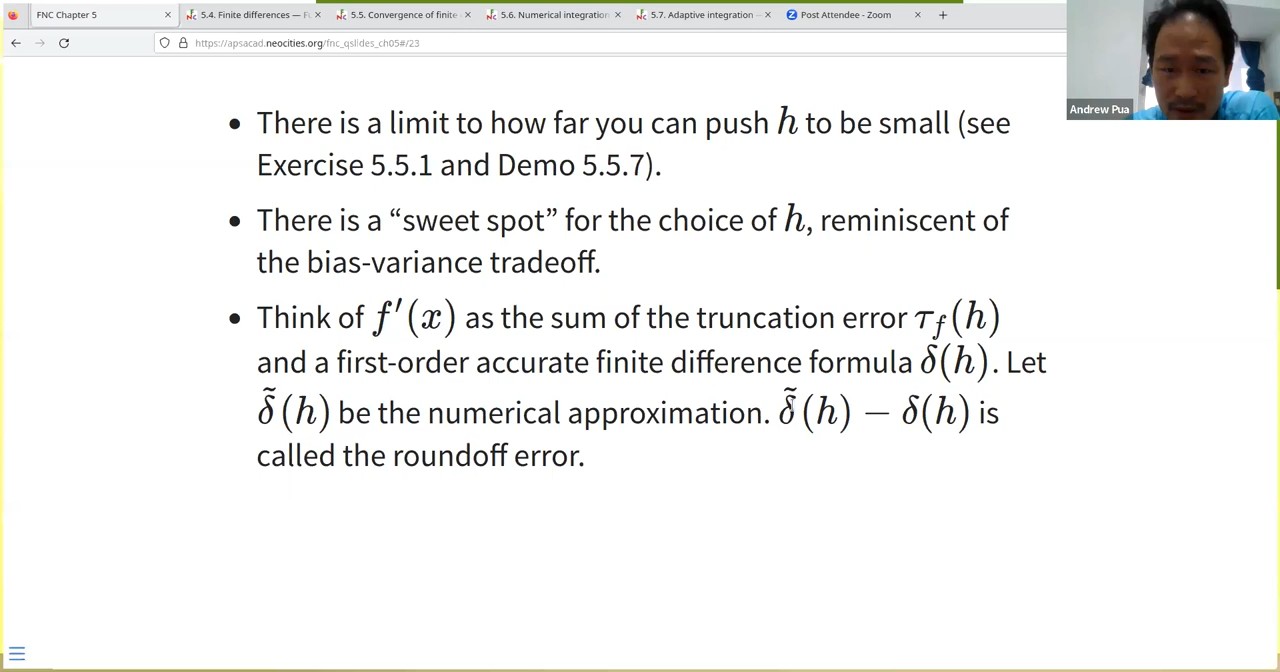 FNC Chapter 5
5.4. Finite differences — F
5.5. Convergence of finite
5.6. Numerical integration
5.7. Adaptive integration —
Post Attendee - Zoom
https://apsacad.neocities.org/fnc_qslides_ch05#/23
Andrew Pua
• There is a limit to how far you can push h to be small (see
Exercise 5.5.1 and Demo 5.5.7).
• There is a “sweet spot” for the choice of h, reminiscent of
the bias-variance tradeoff.
• Think of f′(x) as the sum of the truncation error τ_f(h)
and a first-order accurate finite difference formula δ(h). Let
δ̃(h) be the numerical approximation. δ̃(h) − δ(h) is
called the roundoff error.